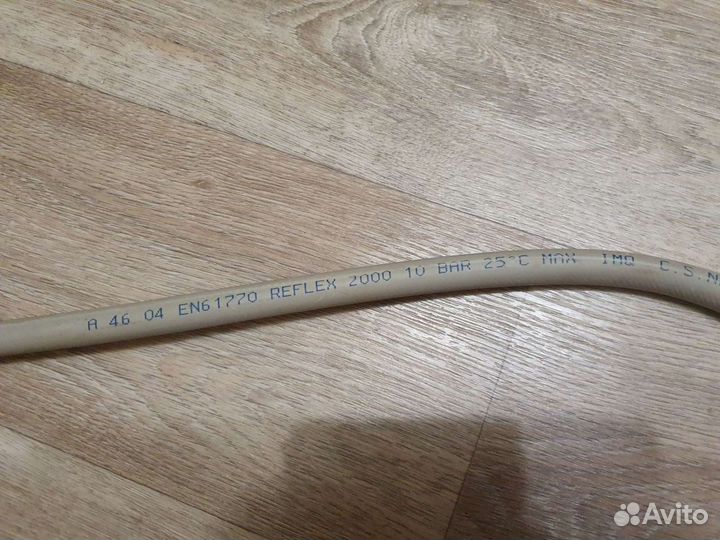 A 46 04 EN61770 REFLEX 2000 10 BAR 25°C MAX IMQ C.S.N.
Avito